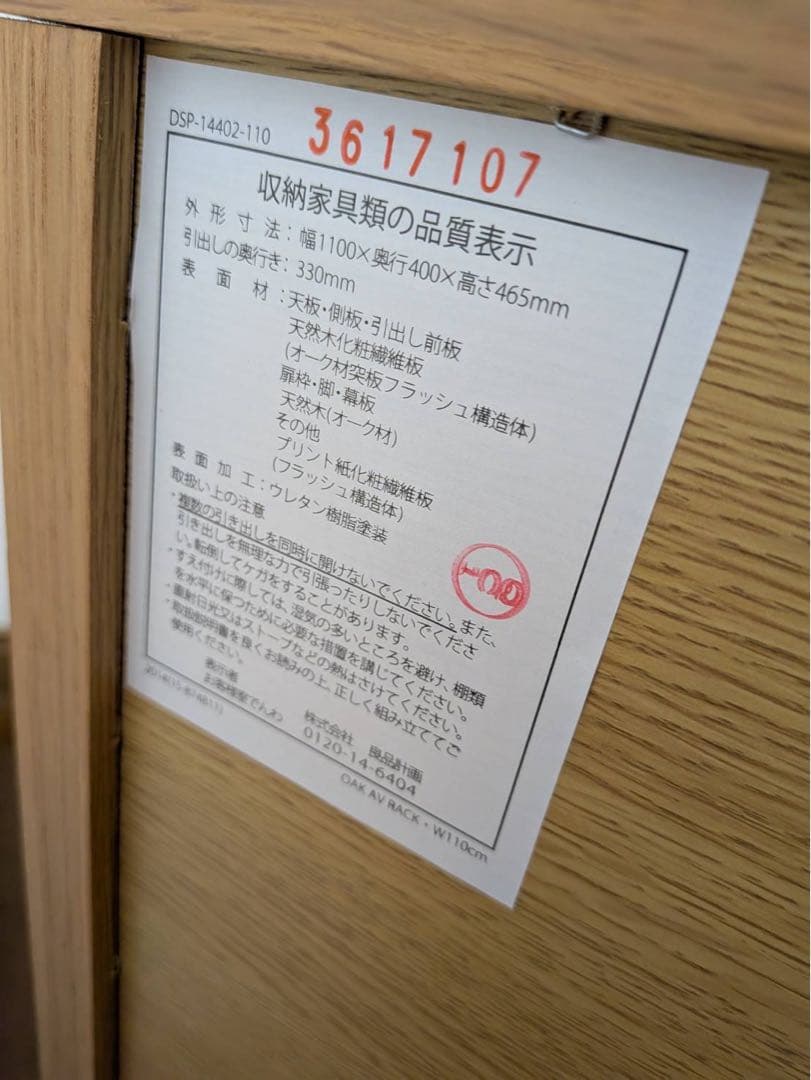 DSP-14402-110
3617107
収納家具類の品質表示
外形寸法：幅1100×奥行400×高さ465mm
引出しの奥行き：330mm
表面材：天板・側板・引出し前板
天然木化粧繊維板
(オーク材突板フラッシュ構造体)
扉枠・脚・幕板
天然木(オーク材)
その他
プリント紙化粧繊維板
(フラッシュ構造体)
表面加工：ウレタン樹脂塗装
取扱い上の注意
・複数の引き出しを同時に開けないでください。また、
引き出しを無理な力で引張ったりしないでくださ
い。転倒してケガをすることがあります。
・すえ付けに際しては、湿気の多いところを避け、棚類
を水平に保つために必要な措置を講じてください。
・直射日光又はストーブなどの熱はさけてください。
・取扱説明書を良くお読みの上、正しく組み立ててご
使用ください。
表示者 株式会社 良品計画
お客様室でんわ 0120-14-6404
OAK AV RACK・W110cm